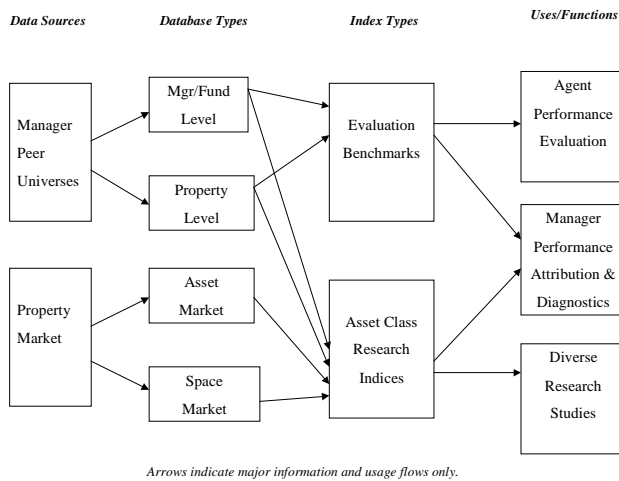 Data Sources
Database Types
Index Types
Uses/Functions
Manager
Peer
Universes
Property
Market
Mgr/Fund
Level
Property
Level
Asset
Market
Space
Market
Evaluation
Benchmarks
Asset Class
Research
Indices
Agent
Performance
Evaluation
Manager
Performance
Attribution &
Diagnostics
Diverse
Research
Studies
Arrows indicate major information and usage flows only.